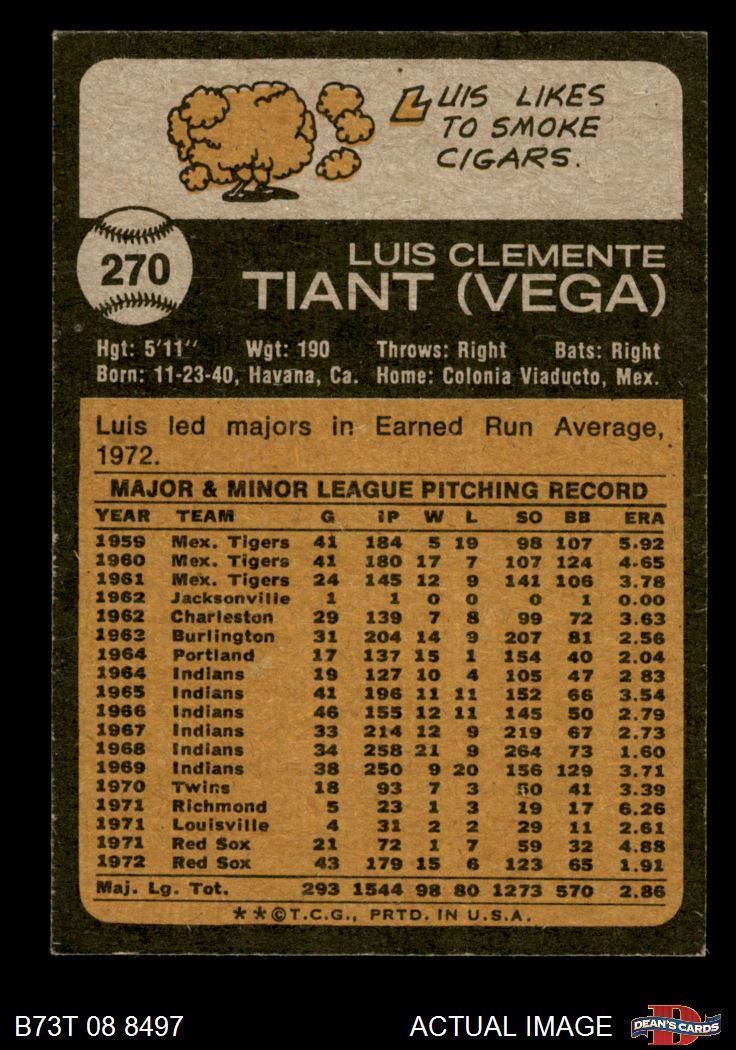 LUIS LIKES
TO SMOKE
CIGARS.
270
LUIS CLEMENTE
TIANT (VEGA)
Hgt: 5'11" Wgt: 190 Throws: Right Bats: Right
Born: 11-23-40, Havana, Ca. Home: Colonia Viaducto, Mex.
Luis led majors in Earned Run Average,
1972.
MAJOR & MINOR LEAGUE PITCHING RECORD
YEAR TEAM G IP W L SO BB ERA
1959 Mex. Tigers 41 184 5 19 98 107 5.92
1960 Mex. Tigers 41 180 17 7 107 124 4.65
1961 Mex. Tigers 24 145 12 9 141 106 3.78
1962 Jacksonville 1 1 0 0 0 1 0.00
1962 Charleston 29 139 7 8 99 72 3.63
1963 Burlington 31 204 14 9 207 81 2.56
1964 Portland 17 137 15 1 154 40 2.04
1964 Indians 19 127 10 4 105 47 2 83
1965 Indians 41 196 11 11 152 66 3.54
1966 Indians 46 155 12 11 145 50 2.79
1967 Indians 33 214 12 9 219 67 2.73
1968 Indians 34 258 21 9 264 73 1.60
1969 Indians 38 250 9 20 156 129 3.71
1970 Twins 18 93 7 3 50 41 3.39
1971 Richmond 5 23 1 3 19 17 6.26
1971 Louisville 4 31 2 2 29 11 2.61
1971 Red Sox 21 72 1 7 59 32 4.88
1972 Red Sox 43 179 15 6 123 65 1.91
Maj. Lg. Tot. 293 1544 98 80 1273 570 2.86
**©T.C.G., PRTD. IN U.S.A.
B73T 08 8497 ACTUAL IMAGE D DEAN'S CARDS